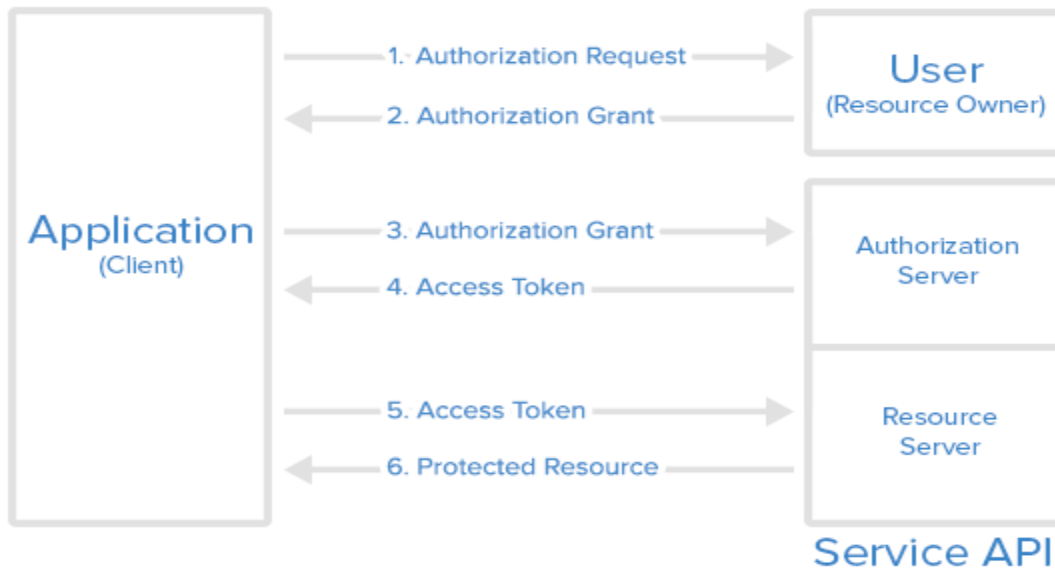 1. Authorization Request
User
(Resource Owner)
2. Authorization Grant
Application
(Client)
3. Authorization Grant
Authorization
Server
4. Access Token
5. Access Token
Resource
Server
6. Protected Resource
Service API